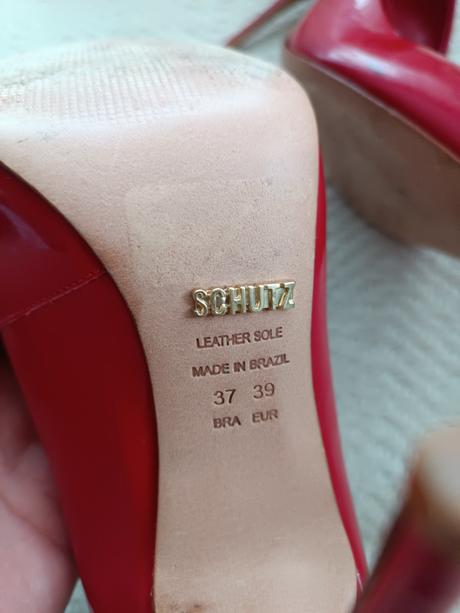 SCHUTZ
LEATHER SOLE
MADE IN BRAZIL
37 39
BRA EUR